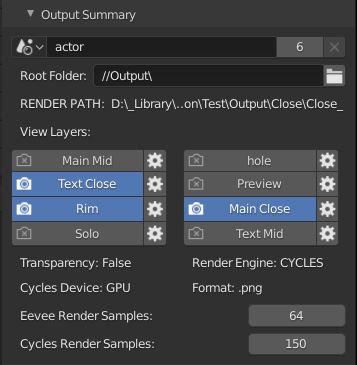 Output Summary
actor 6
Root Folder: //Output\
RENDER PATH: D:\_Library\..on\Test\Output\Close\Close_
View Layers:
Main Mid hole
Text Close Preview
Rim Main Close
Solo Text Mid
Transparency: False Render Engine: CYCLES
Cycles Device: GPU Format: .png
Eevee Render Samples: 64
Cycles Render Samples: 150